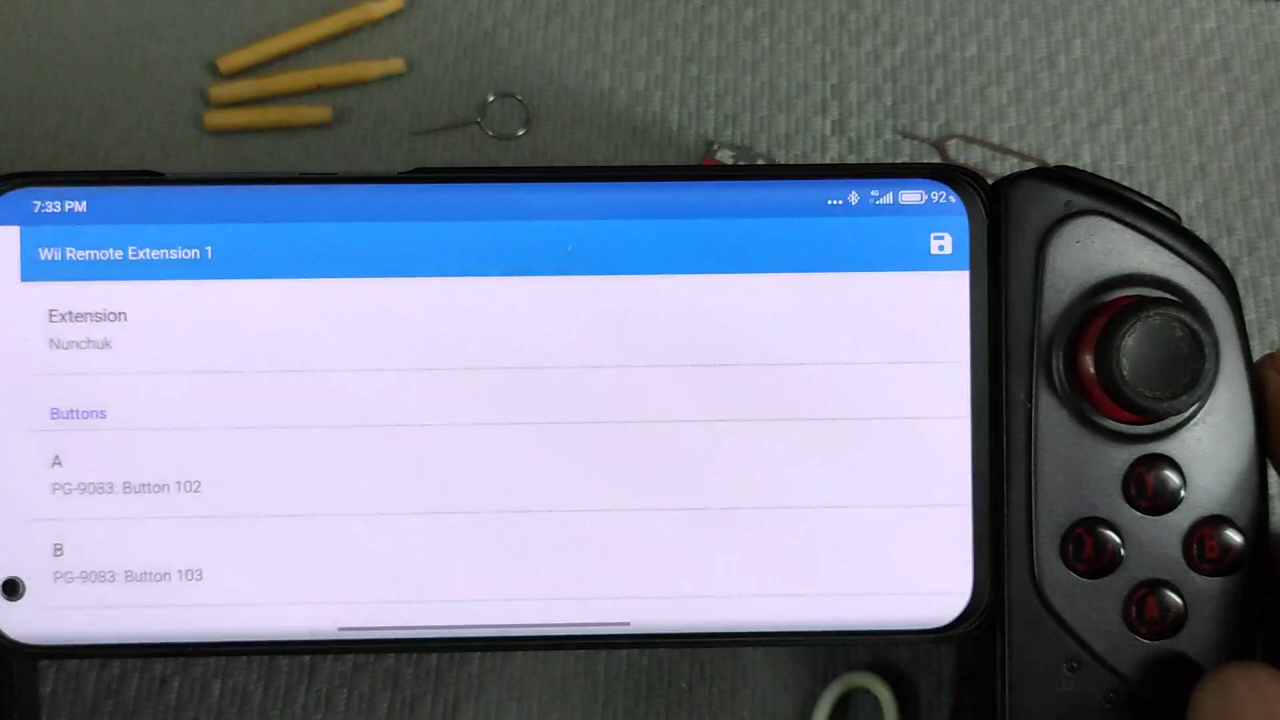 7:33 PM
4G
92%
Wii Remote Extension 1
Extension
Nunchuk
Buttons
A
PG-9083: Button 102
B
PG-9083: Button 103
Y
X
B
A